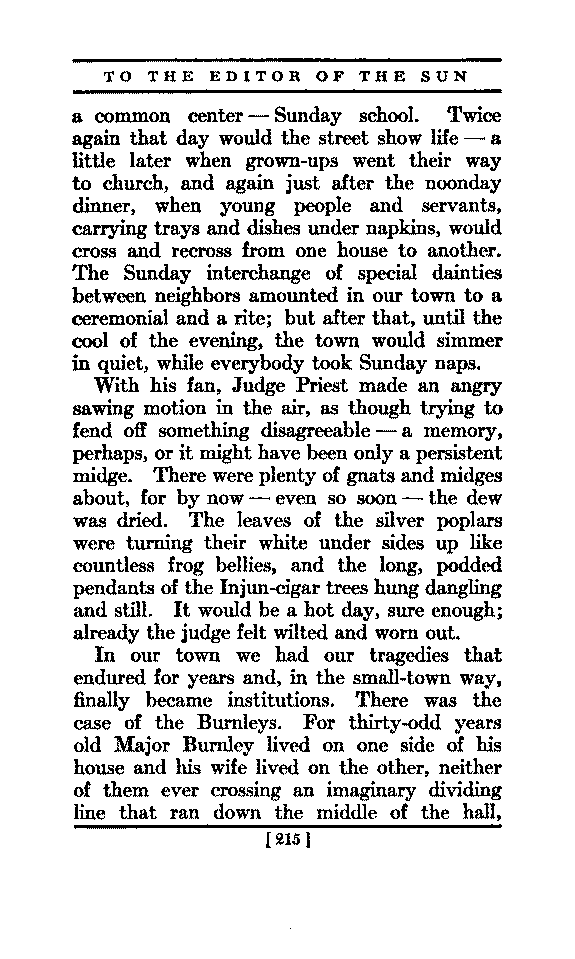 TO THE EDITOR OF THE SUN
a common center — Sunday school. Twice
again that day would the street show life — a
little later when grown-ups went their way
to church, and again just after the noonday
dinner, when young people and servants,
carrying trays and dishes under napkins, would
cross and recross from one house to another.
The Sunday interchange of special dainties
between neighbors amounted in our town to a
ceremonial and a rite; but after that, until the
cool of the evening, the town would simmer
in quiet, while everybody took Sunday naps.
With his fan, Judge Priest made an angry
sawing motion in the air, as though trying to
fend off something disagreeable — a memory,
perhaps, or it might have been only a persistent
midge. There were plenty of gnats and midges
about, for by now — even so soon — the dew
was dried. The leaves of the silver poplars
were turning their white under sides up like
countless frog bellies, and the long, podded
pendants of the Injun-cigar trees hung dangling
and still. It would be a hot day, sure enough;
already the judge felt wilted and worn out.
In our town we had our tragedies that
endured for years and, in the small-town way,
finally became institutions. There was the
case of the Burnleys. For thirty-odd years
old Major Burnley lived on one side of his
house and his wife lived on the other, neither
of them ever crossing an imaginary dividing
line that ran down the middle of the hall,
[ 215 ]